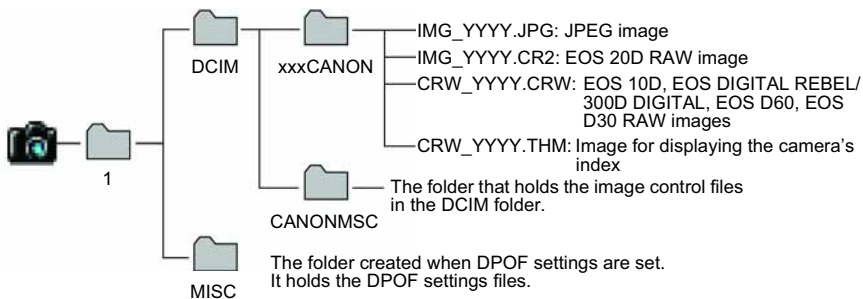 IMG_YYYY.JPG: JPEG image
IMG_YYYY.CR2: EOS 20D RAW image
DCIM
xxxCANON
CRW_YYYY.CRW: EOS 10D, EOS DIGITAL REBEL/
300D DIGITAL, EOS D60, EOS
D30 RAW images
CRW_YYYY.THM: Image for displaying the camera's
index
1
The folder that holds the image control files
in the DCIM folder.
CANONMSC
The folder created when DPOF settings are set.
It holds the DPOF settings files.
MISC